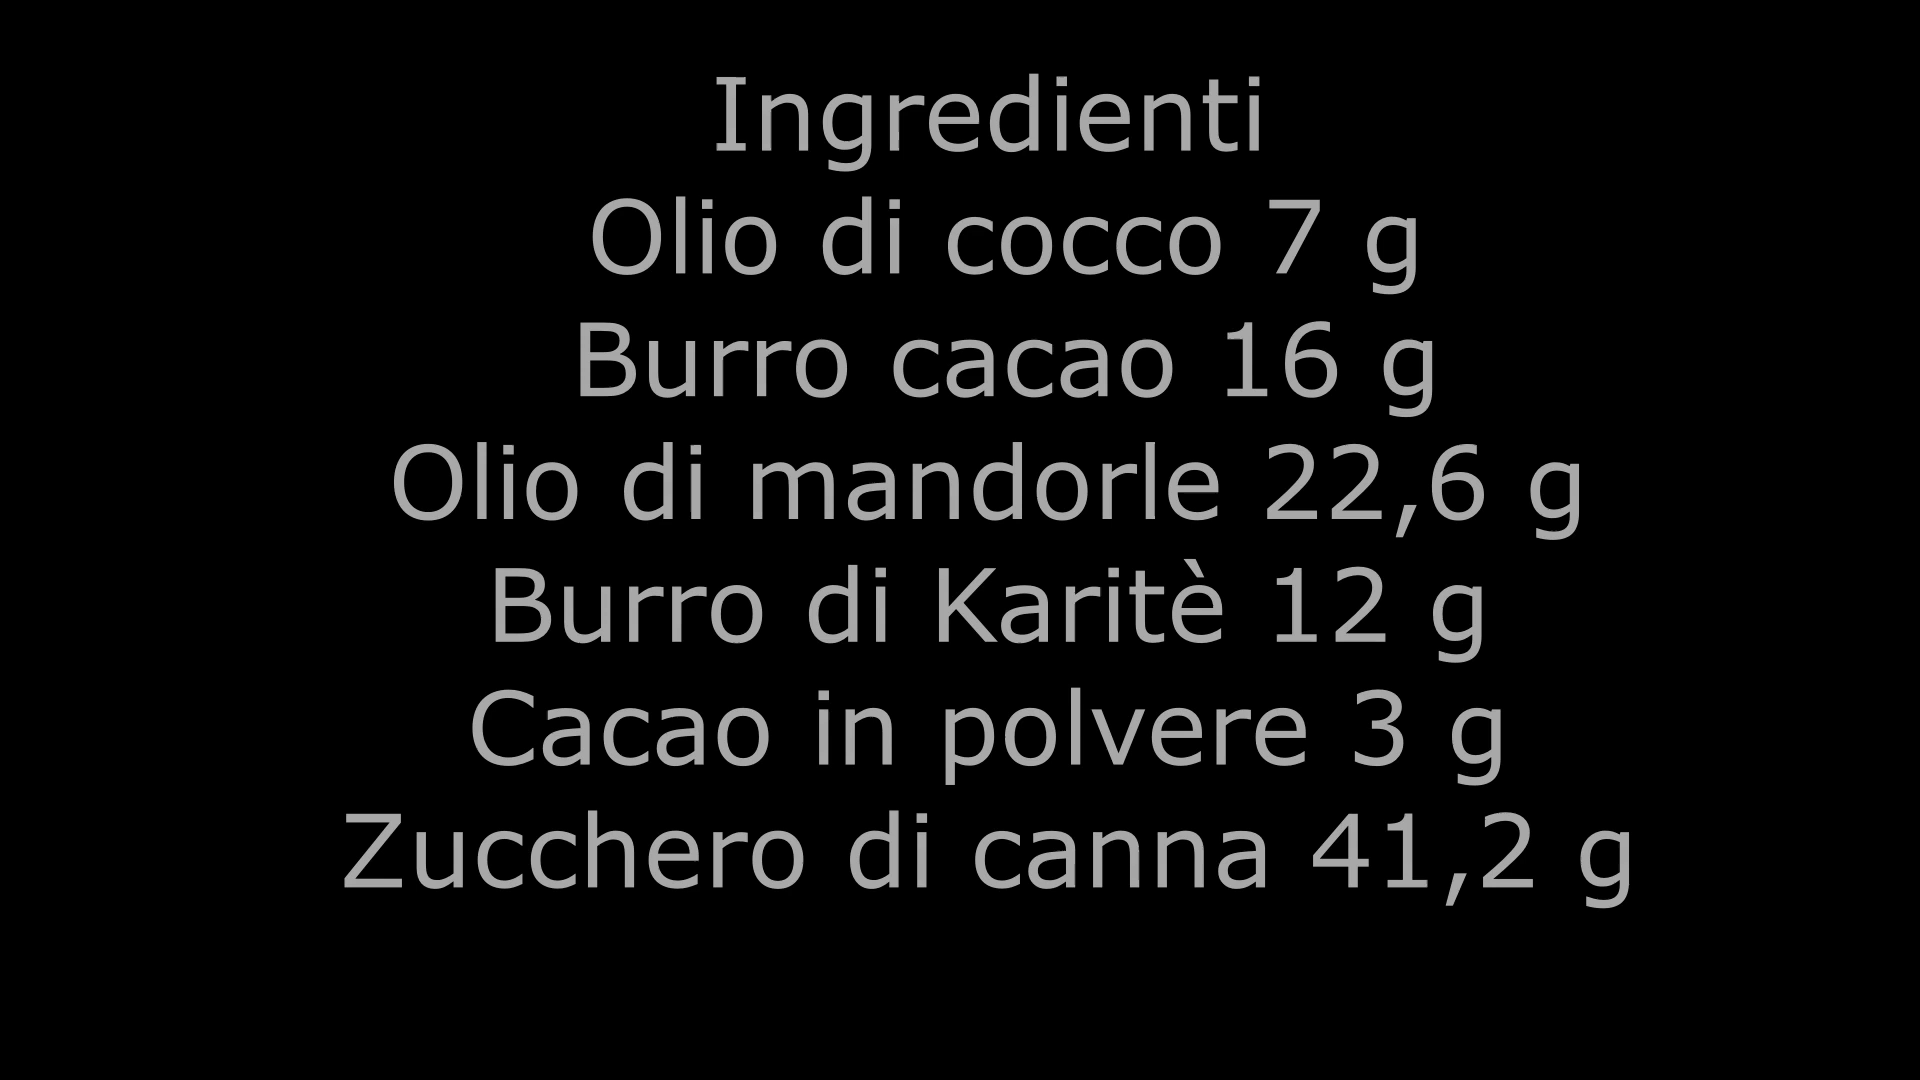 Ingredienti
Olio di cocco 7 g
Burro cacao 16 g
Olio di mandorle 22,6 g
Burro di Karitè 12 g
Cacao in polvere 3 g
Zucchero di canna 41,2 g